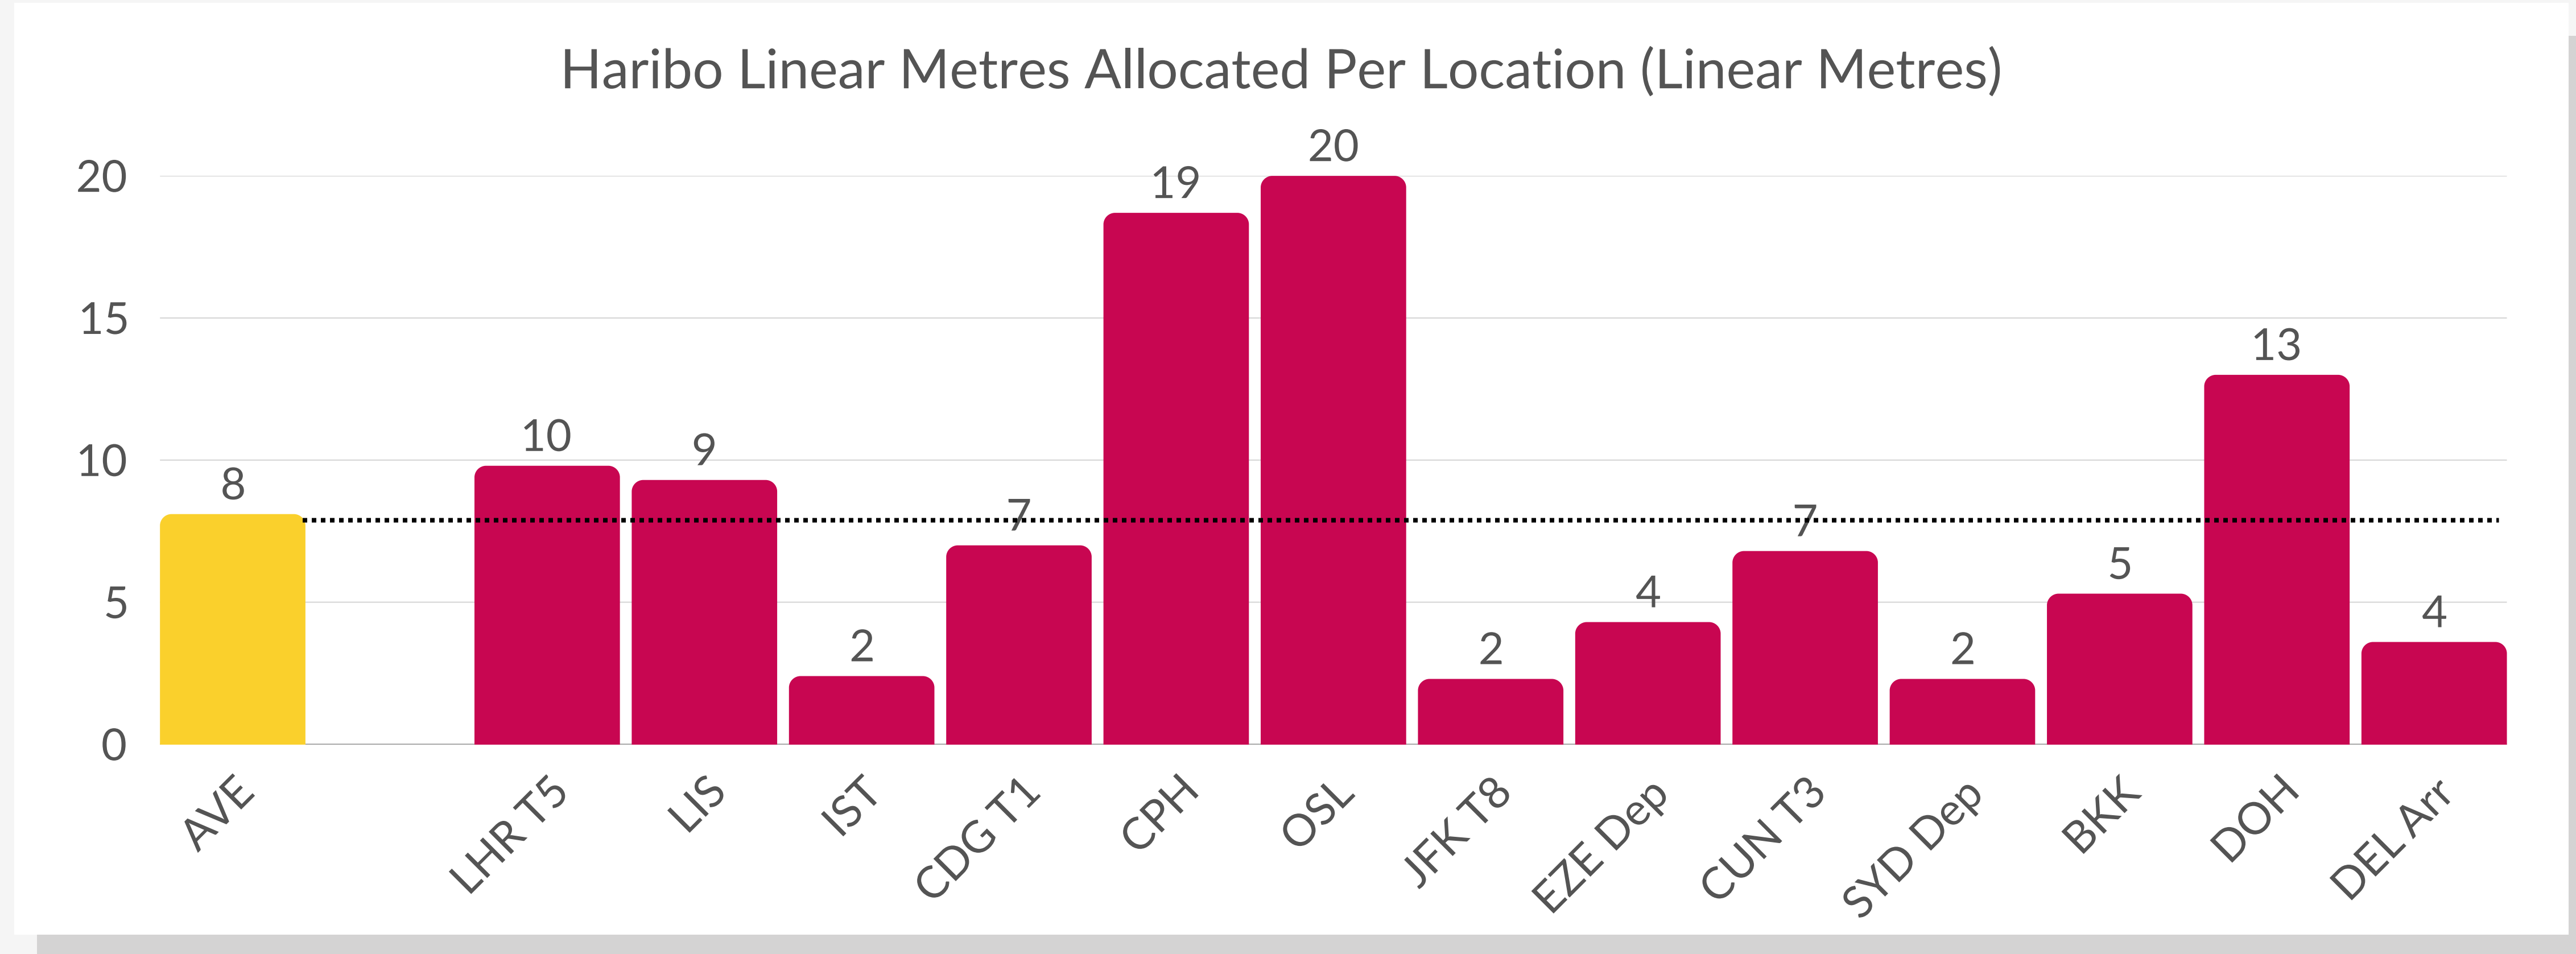 Haribo Linear Metres Allocated Per Location (Linear Metres)
20
15
10
5
0
8
10
9
2
7
19
20
2
4
7
2
5
13
4
AVE
LHR T5
LIS
IST
CDG T1
CPH
OSL
JFK T8
EZE Dep
CUN T3
SYD Dep
BKK
DOH
DEL Arr